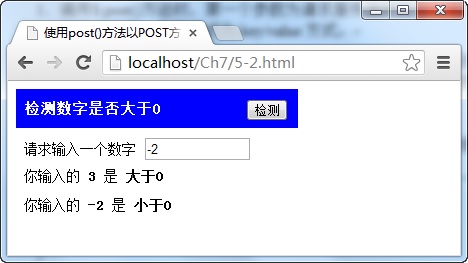 使用post()方法以POST方
localhost/Ch7/5-2.html
检测数字是否大于0 检测
请求输入一个数字 -2
你输入的 3 是 大于0
你输入的 -2 是 小于0